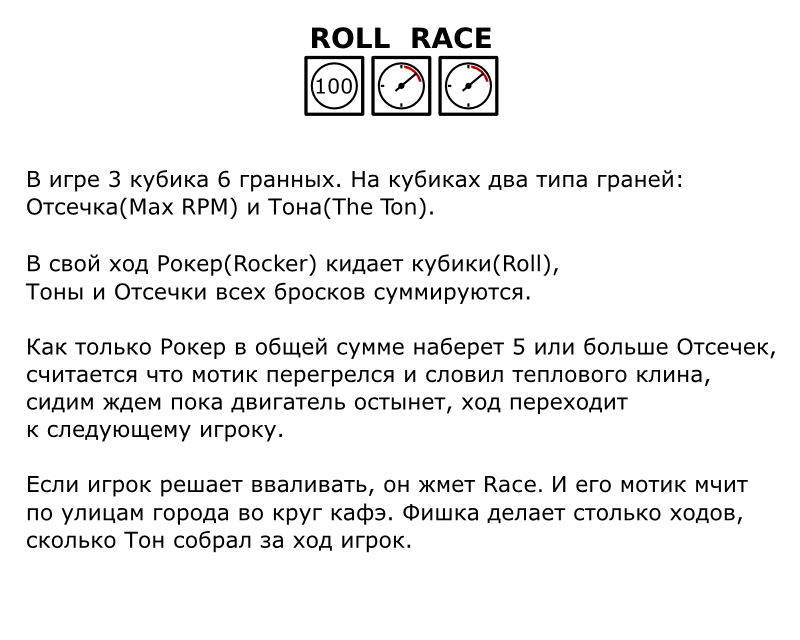 ROLL RACE
100
В игре 3 кубика 6 гранных. На кубиках два типа граней:
Отсечка(Max RPM) и Тона(The Ton).
В свой ход Рокер(Rocker) кидает кубики(Roll),
Тоны и Отсечки всех бросков суммируются.
Как только Рокер в общей сумме наберет 5 или больше Отсечек,
считается что мотик перегрелся и словил теплового клина,
сидим ждем пока двигатель остынет, ход переходит
к следующему игроку.
Если игрок решает вваливать, он жмет Race. И его мотик мчит
по улицам города во круг кафэ. Фишка делает столько ходов,
сколько Тон собрал за ход игрок.